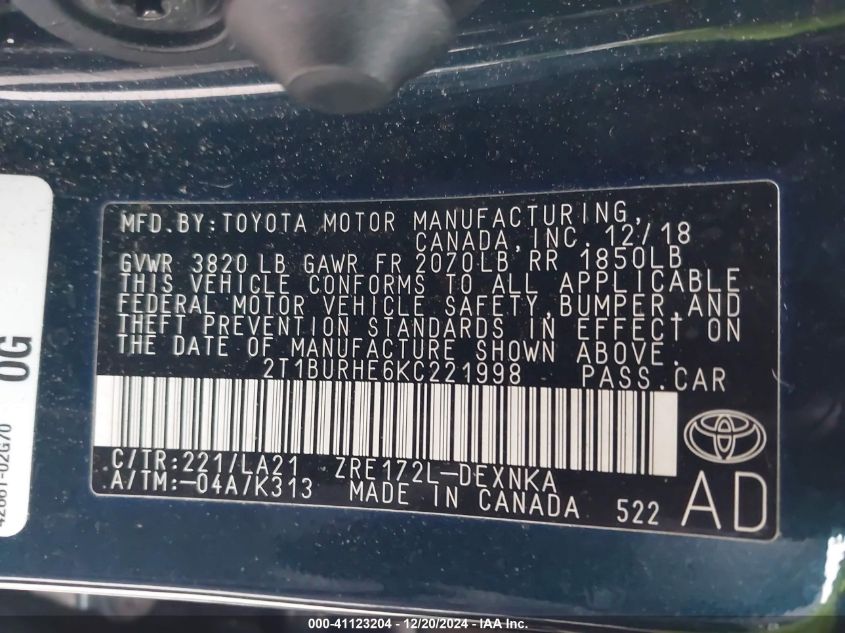 MFD.BY:TOYOTA MOTOR MANUFACTURING,
CANADA,INC. 12/18
GVWR 3820 LB GAWR FR 2070LB RR 1850LB
THIS VEHICLE CONFORMS TO ALL APPLICABLE
FEDERAL MOTOR VEHICLE SAFETY,BUMPER,AND
THEFT PREVENTION STANDARDS IN EFFECT ON
THE DATE OF MANUFACTURE SHOWN ABOVE.
2T1BURHE6KC221998 PASS.CAR
C/TR:221/LA21 ZRE172L-DEXNKA
A/TM:-04A/K313 MADE IN CANADA 522 AD
0G
42661-02G70
000-41123204 - 12/20/2024 - IAA Inc.